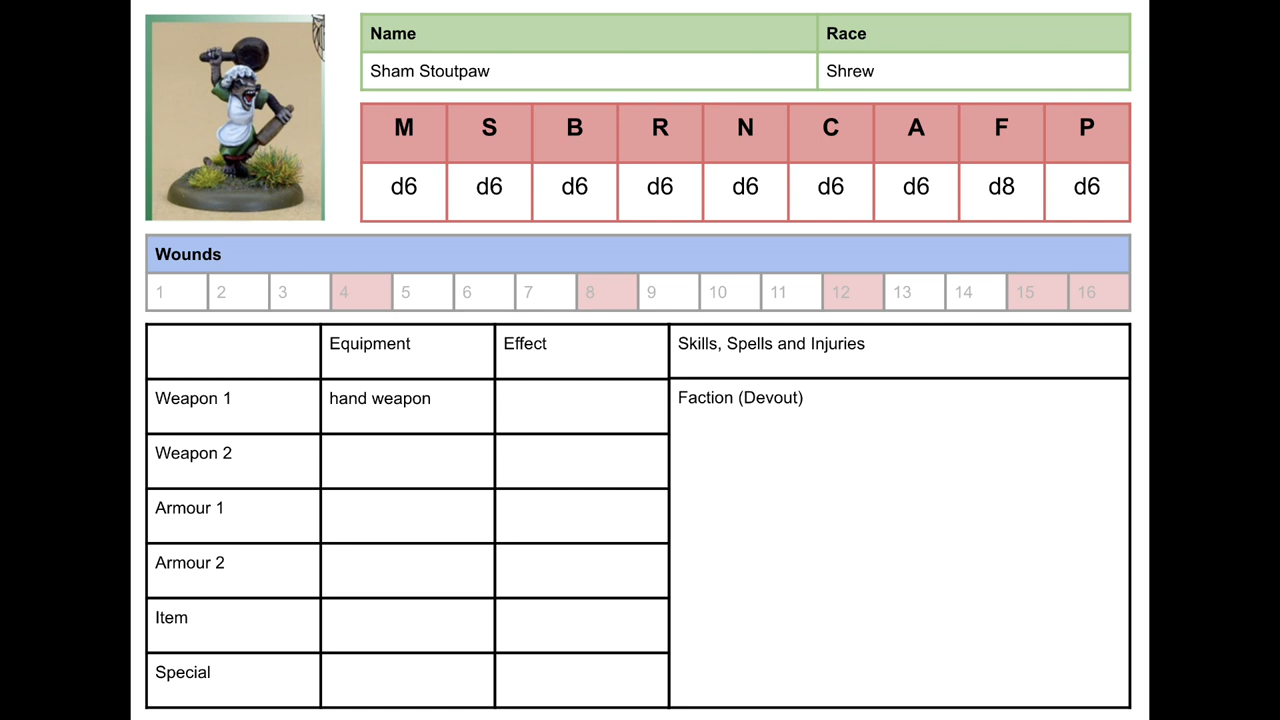 Name Race
Sham Stoutpaw Shrew
M S B R N C A F P
d6 d6 d6 d6 d6 d6 d6 d8 d6
Wounds
1 2 3 4 5 6 7 8 9 10 11 12 13 14 15 16
Equipment Effect Skills, Spells and Injuries
Weapon 1 hand weapon Faction (Devout)
Weapon 2
Armour 1
Armour 2
Item
Special